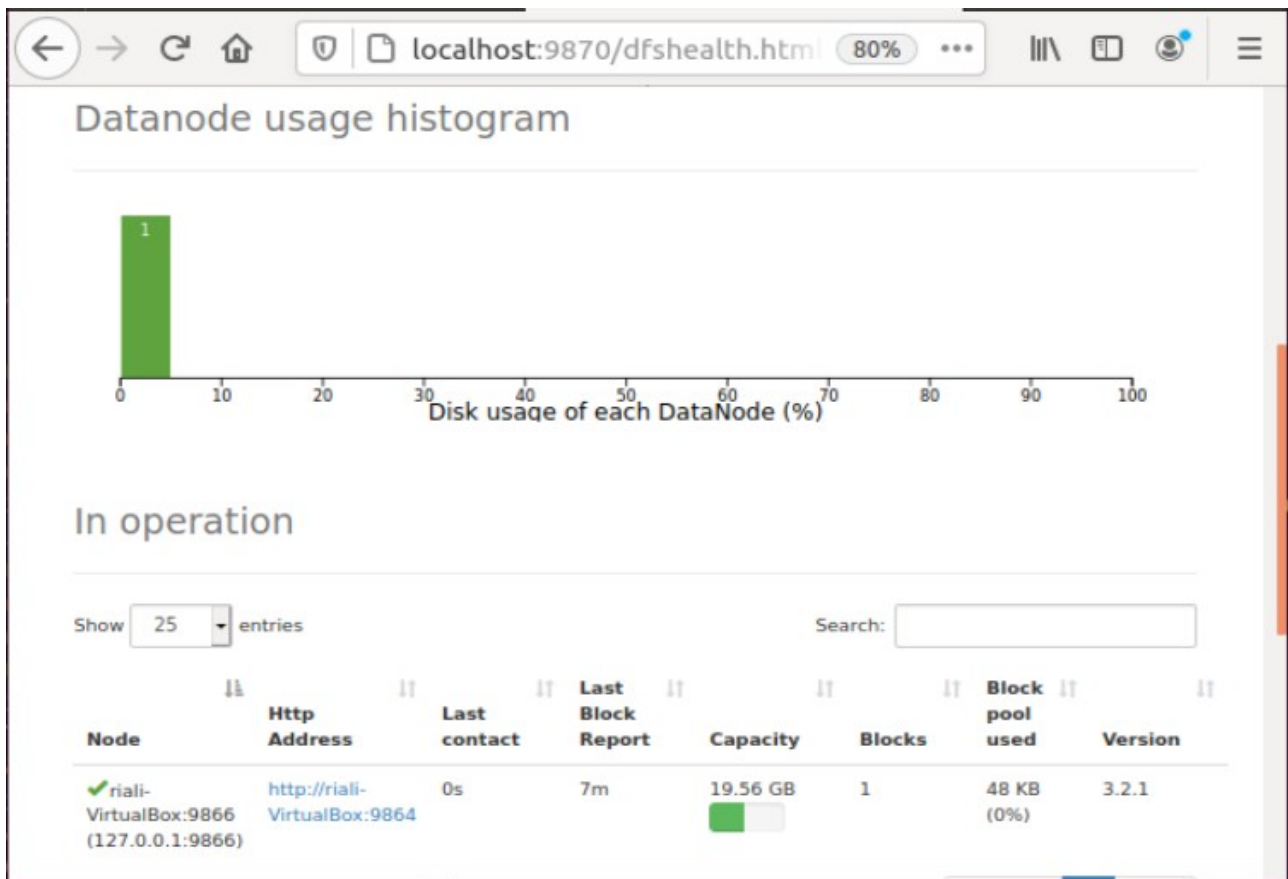 localhost:9870/dfshealth.html 80%
Datanode usage histogram
1
0 10 20 30 40 50 60 70 80 90 100
Disk usage of each DataNode (%)
In operation
Show 25 entries Search:
Node Http Address Last contact Last Block Report Capacity Blocks Block pool used Version
riali-VirtualBox:9866 (127.0.0.1:9866) http://riali-VirtualBox:9864 0s 7m 19.56 GB 1 48 KB (0%) 3.2.1